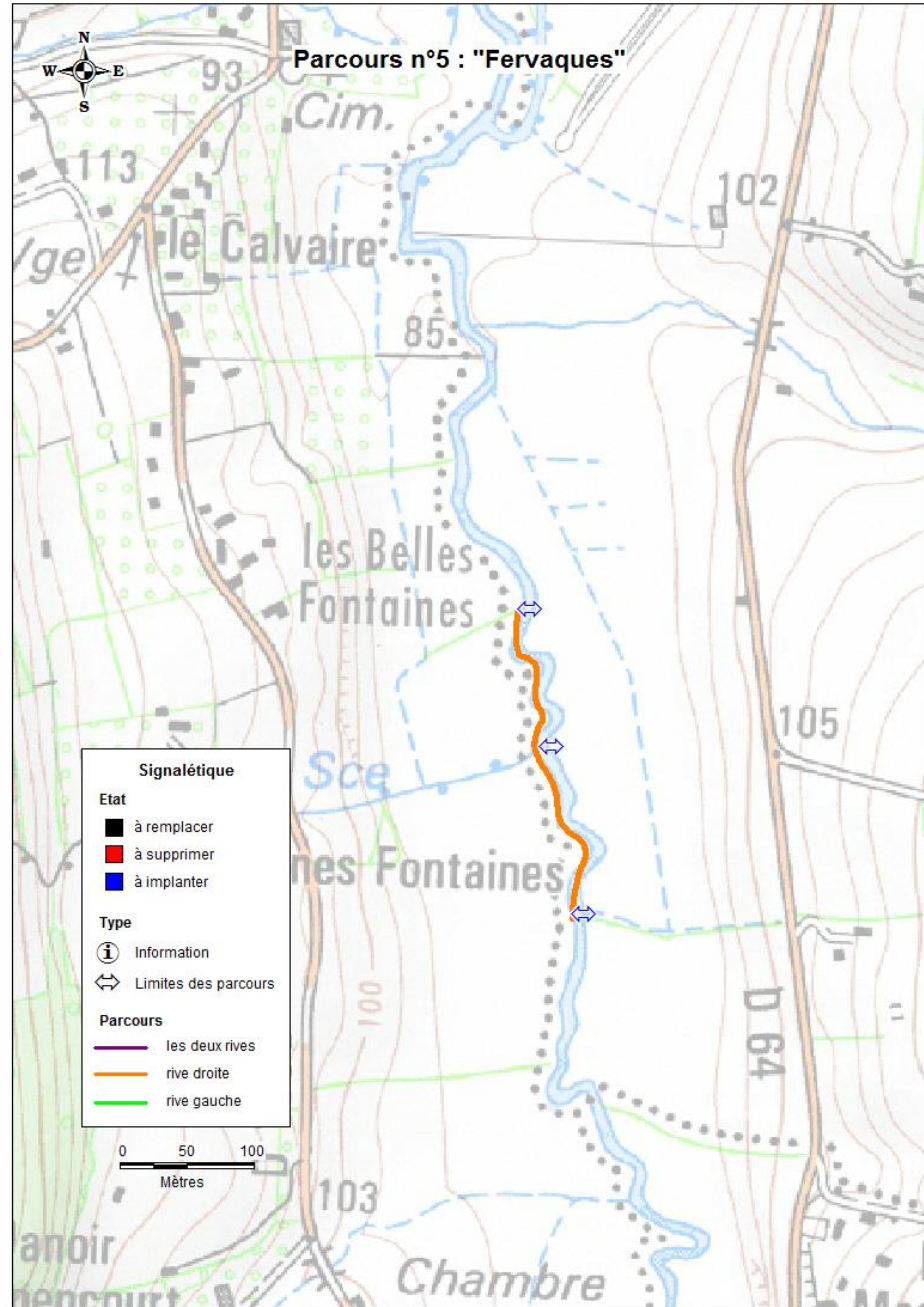 Parcours n°5 : "Fervaques"
N
W E
S
93
Cim.
113
102
le Calvaire
85
les Belles
Fontaines
105
Sce
nes Fontaines
Signalétique
Etat
à remplacer
à supprimer
à implanter
Type
Information
Limites des parcours
Parcours
les deux rives
rive droite
rive gauche
100
D 64
0 50 100
Mètres
103
anoir
Chambre